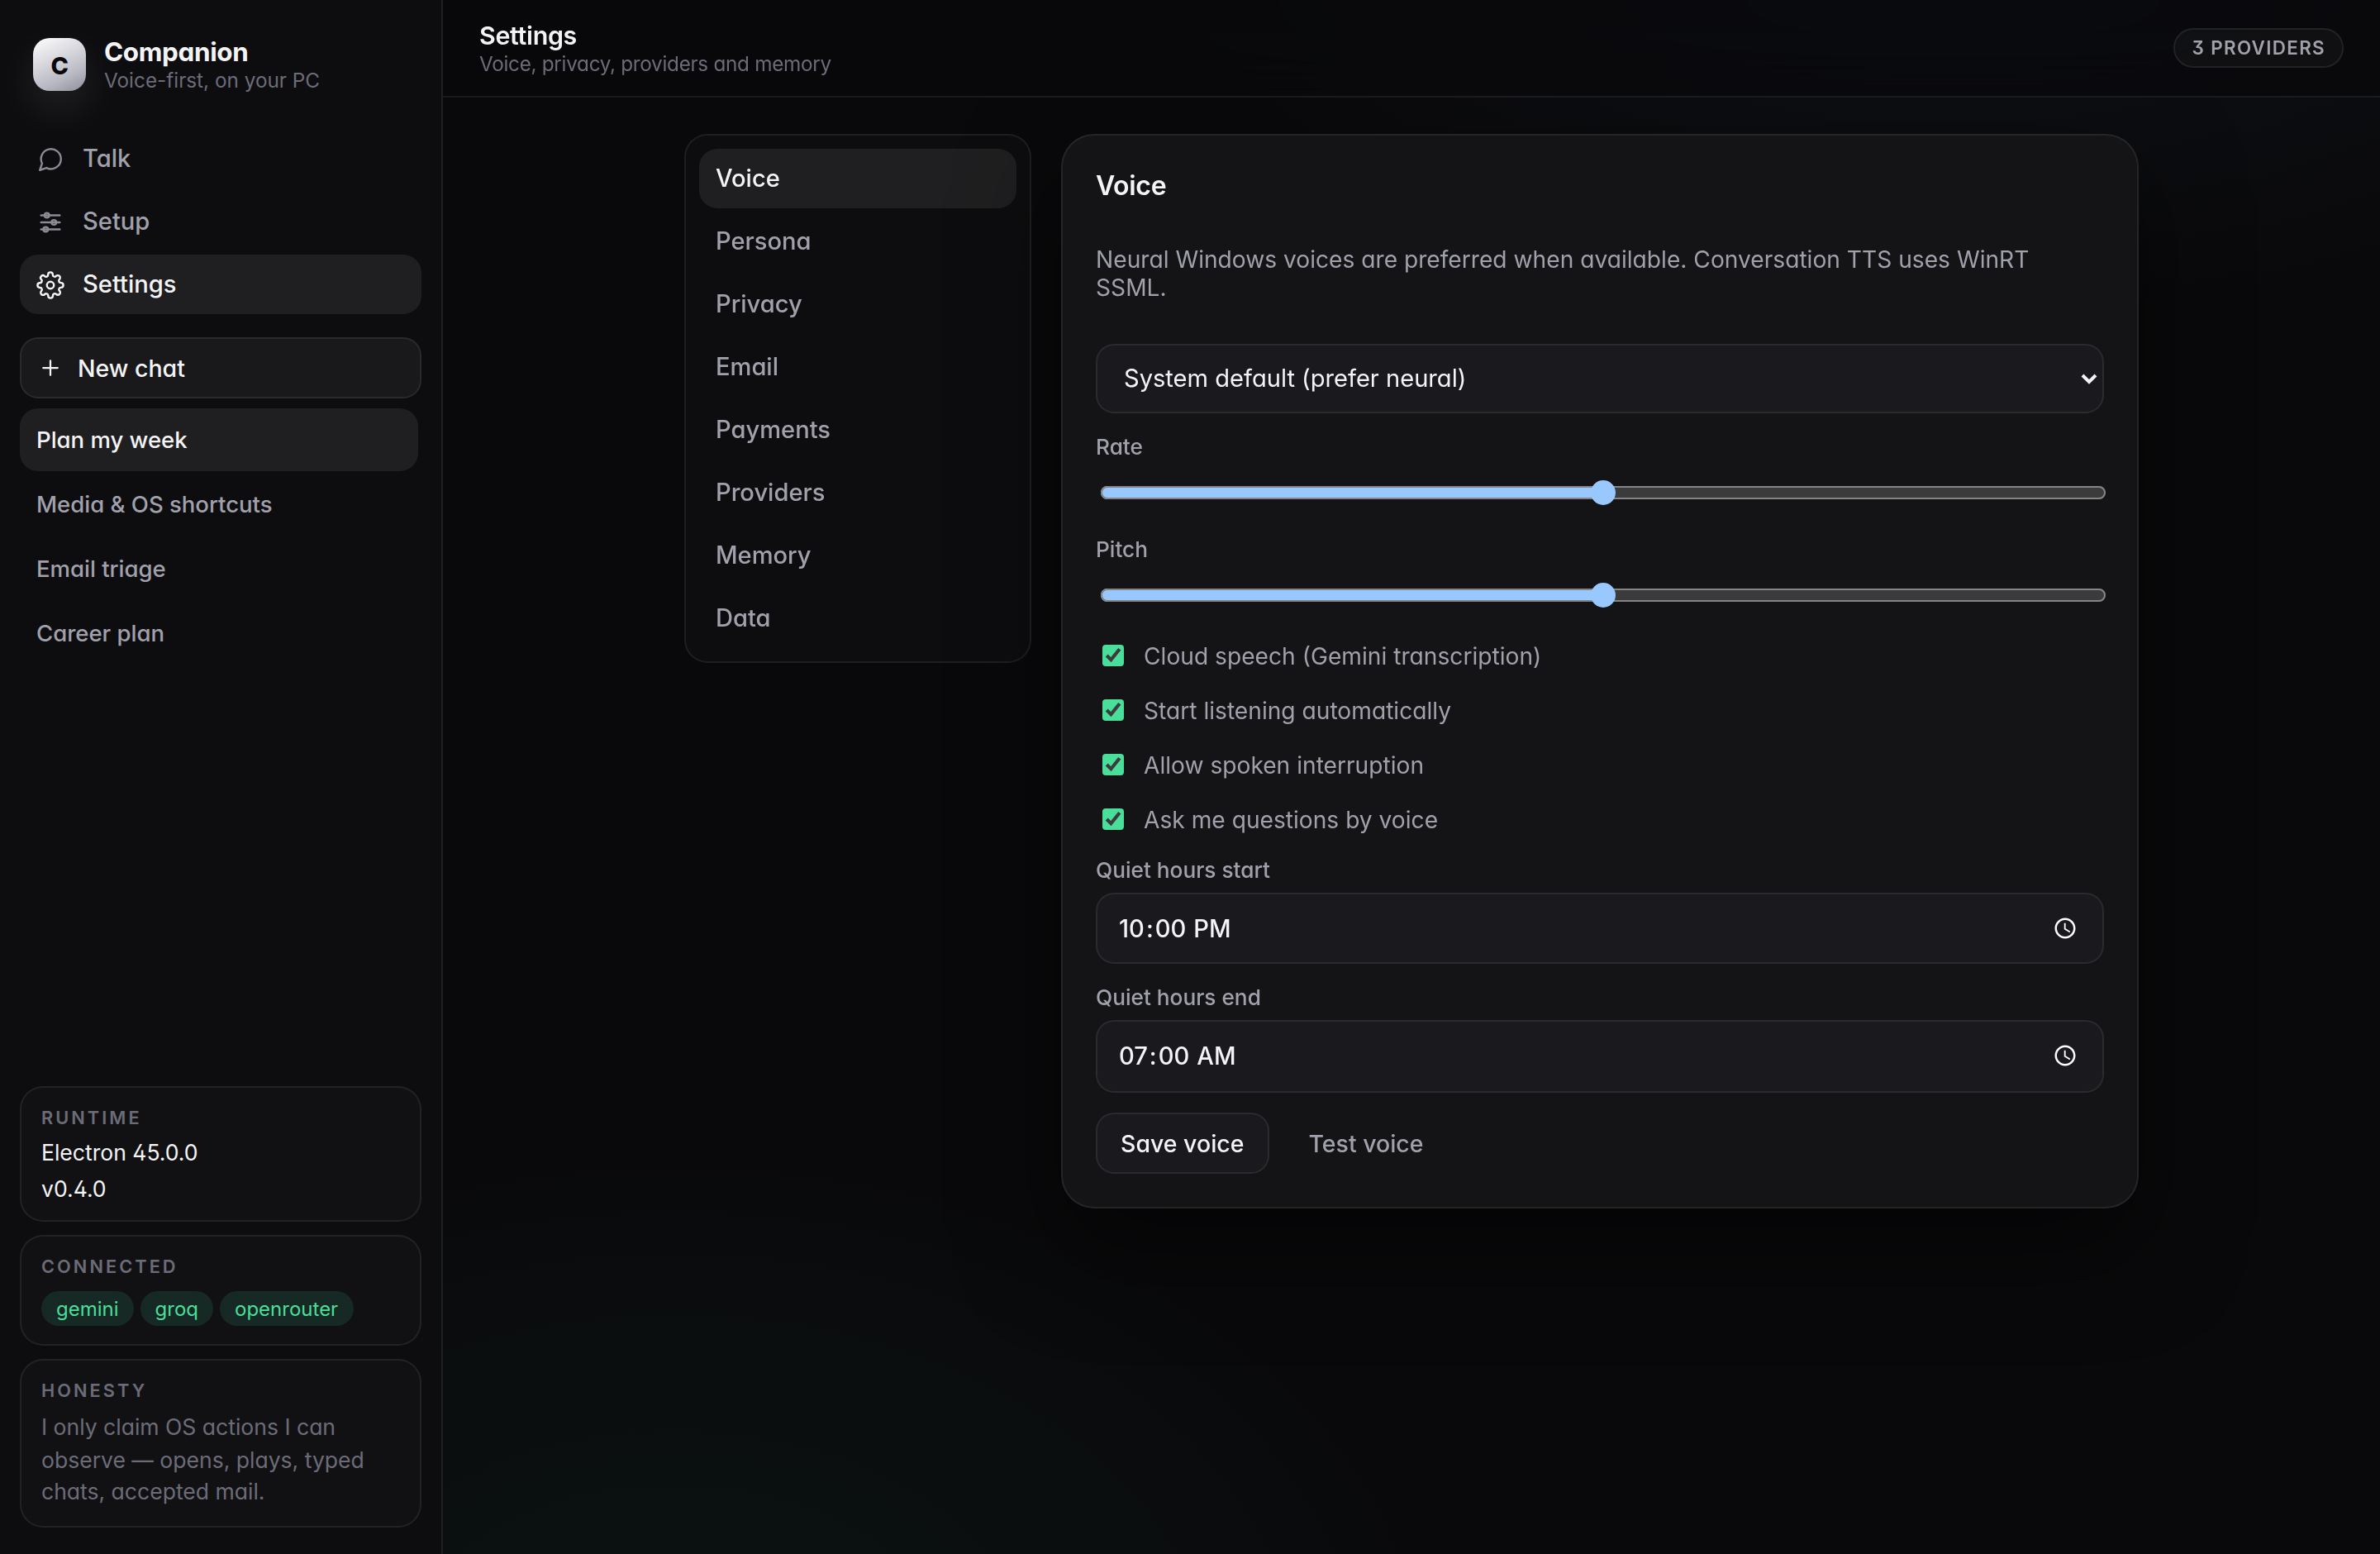 C
Companion
Voice-first, on your PC
Talk
Setup
Settings
New chat
Plan my week
Media & OS shortcuts
Email triage
Career plan
RUNTIME
Electron 45.0.0
v0.4.0
CONNECTED
gemini groq openrouter
HONESTY
I only claim OS actions I can
observe — opens, plays, typed
chats, accepted mail.
Settings
Voice, privacy, providers and memory
3 PROVIDERS
Voice
Persona
Privacy
Email
Payments
Providers
Memory
Data
Voice
Neural Windows voices are preferred when available. Conversation TTS uses WinRT
SSML.
System default (prefer neural)
Rate
Pitch
Cloud speech (Gemini transcription)
Start listening automatically
Allow spoken interruption
Ask me questions by voice
Quiet hours start
10:00 PM
Quiet hours end
07:00 AM
Save voice Test voice